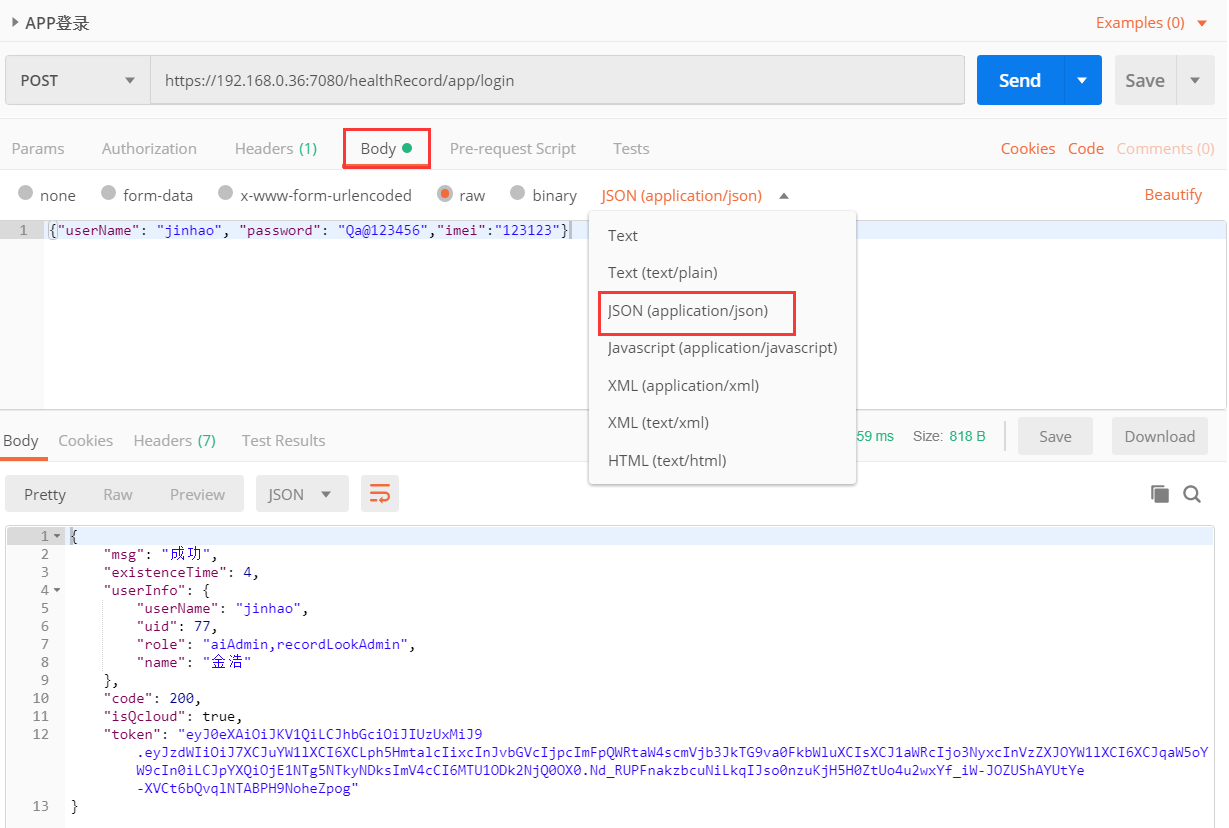 APP登录
Examples (0)
POST
https://192.168.0.36:7080/healthRecord/app/login
Send
Save
Params
Authorization
Headers (1)
Body
Pre-request Script
Tests
Cookies
Code
Comments (0)
none
form-data
x-www-form-urlencoded
raw
binary
JSON (application/json)
Beautify
1 {"userName": "jinhao", "password": "Qa@123456","imei":"123123"}
Text
Text (text/plain)
JSON (application/json)
Javascript (application/javascript)
XML (application/xml)
XML (text/xml)
HTML (text/html)
Body
Cookies
Headers (7)
Test Results
59 ms
Size: 818 B
Save
Download
Pretty
Raw
Preview
JSON
1 {
2 "msg": "成功",
3 "existenceTime": 4,
4 "userInfo": {
5 "userName": "jinhao",
6 "uid": 77,
7 "role": "aiAdmin,recordLookAdmin",
8 "name": "金浩"
9 },
10 "code": 200,
11 "isQcloud": true,
12 "token": "eyJ0eXAiOiJKV1QiLCJhbGciOiJIUzUxMiJ9
.eyJzdWIiOiJ7XCJuYW1lXCI6XCLph5HmtalcIixcInJvbGVcIjpcImFpQWRtaW4scmVjb3JkTG9va0FkbWluXCIsXCJ1aWRcIjo3NyxcInVzZXJOYW1lXCI6XCJqaW5oY
W9cIn0iLCJpYXQiOjE1NTg5NTkyNDksImV4cCI6MTU1ODk2NjQ0OX0.Nd_RUPFnakzbcuNiLkqIJso0nzuKjH5H0ZtUo4u2wxYf_iW-JOZUShAYUtYe
-XVCt6bQvqlNTABPH9NoheZpog"
13 }